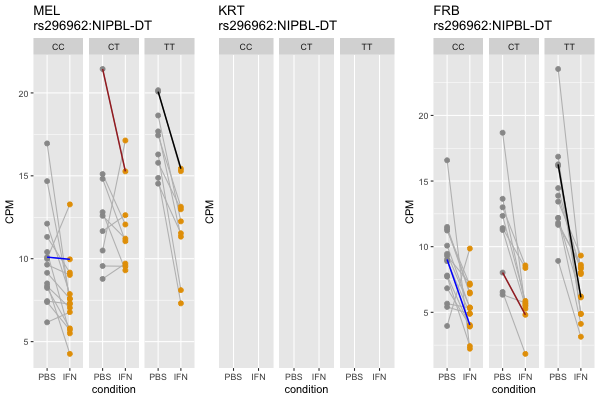 MEL
rs296962:NIPBL-DT
CC CT TT
CPM
20
15
10
5
PBS IFN PBS IFN PBS IFN
condition
KRT
rs296962:NIPBL-DT
CC CT TT
CPM
PBS IFN PBS IFN PBS IFN
condition
FRB
rs296962:NIPBL-DT
CC CT TT
CPM
20
15
10
5
PBS IFN PBS IFN PBS IFN
condition